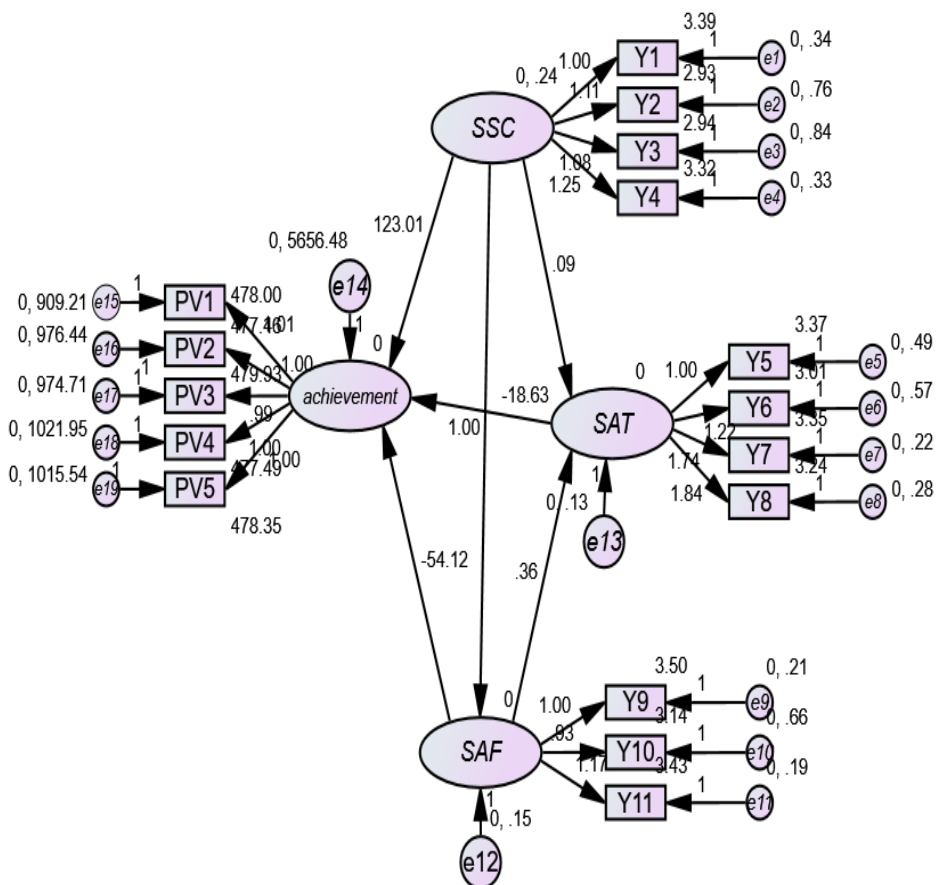 3.39
1
0, .34
1.00
Y1
e1
0, .24
2.93
1.11
1
0, .76
Y2
e2
SSC
2.94
1
0, .84
Y3
e3
1.08
3.32
1.25
1
0, .33
Y4
e4
123.01
0, 5656.48
.09
e14
1
0
0, 909.21
e15
1
PV1
478.00
1.01
477.46
0, 976.44
e16
PV2
1.00
479.93
0, 974.71
e17
1
1
PV3
achievement
.99
0, 1021.95
e18
1
PV4
1.00
1.00
477.49
0, 1015.54
e19
1
PV5
478.35
-18.63
1.00
3.37
1
0, .49
0
1.00
Y5
e5
3.01
1
0, .57
Y6
e6
SAT
1.22
3.35
1
0, .22
Y7
e7
1.74
3.24
1.84
1
0, .28
Y8
e8
1
0, .13
e13
-54.12
.36
3.50
1
0, .21
0
1.00
Y9
e9
.93
3.14
1
0, .66
SAF
Y10
e10
1.17
3.43
1
0, .19
Y11
e11
1
0, .15
e12